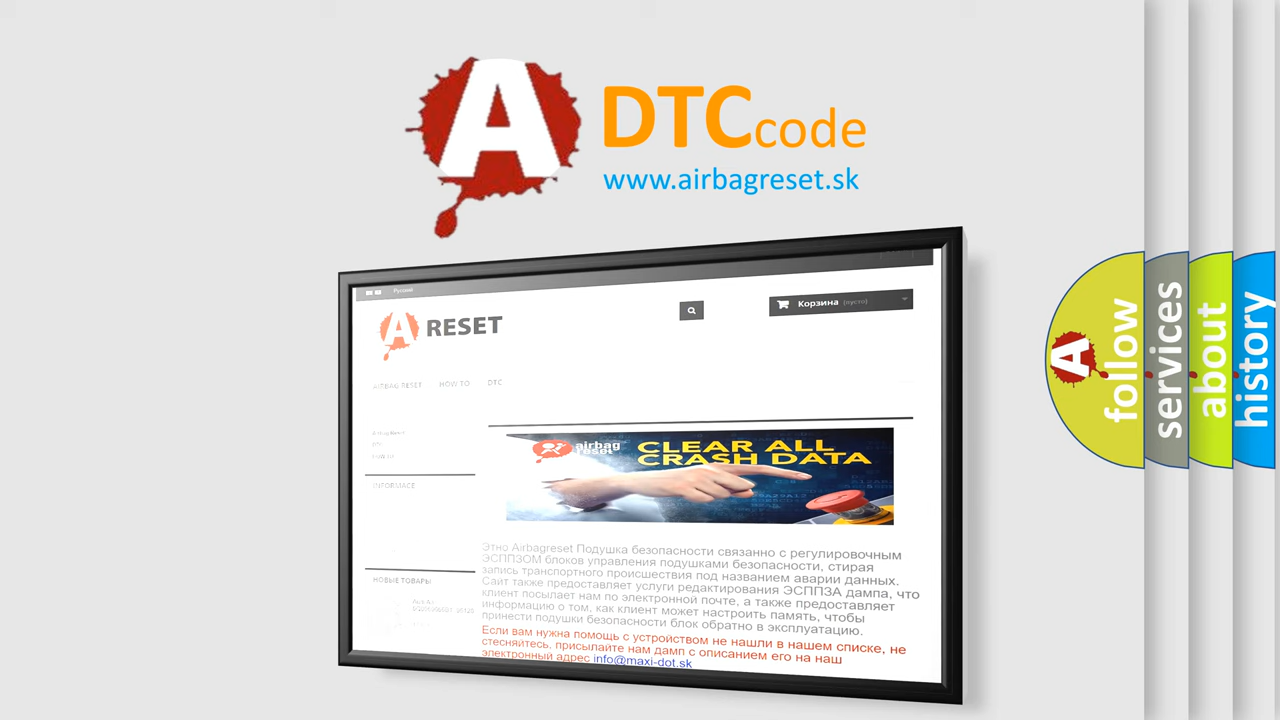 A
DTCcode
www.airbagreset.sk
Русский
A RESET
Корзина (пусто)
AIRBAG RESET HOW TO DTC
INFORMACE
НОВЫЕ ТОВАРЫ
airbag
reset
CLEAR ALL
CRASH DATA
Этно Airbagreset Подушка безопасности связанно с регулировочным
ЭСППЗОМ блоков управления подушками безопасности, стирая
запись транспортного происшествия под названием аварии данных.
Сайт также предоставляет услуги редактирования ЭСППЗА дампа, что
клиент посылает нам по электронной почте, а также предоставляет
информацию о том, как клиент может настроить память, чтобы
принести подушки безопасности блок обратно в эксплуатацию.
Если вам нужна помощь с устройством не нашли в нашем списке, не
стесняйтесь, присылайте нам дамп с описанием его на наш
электронный адрес info@maxi-dot.sk
A
follow
services
about
history